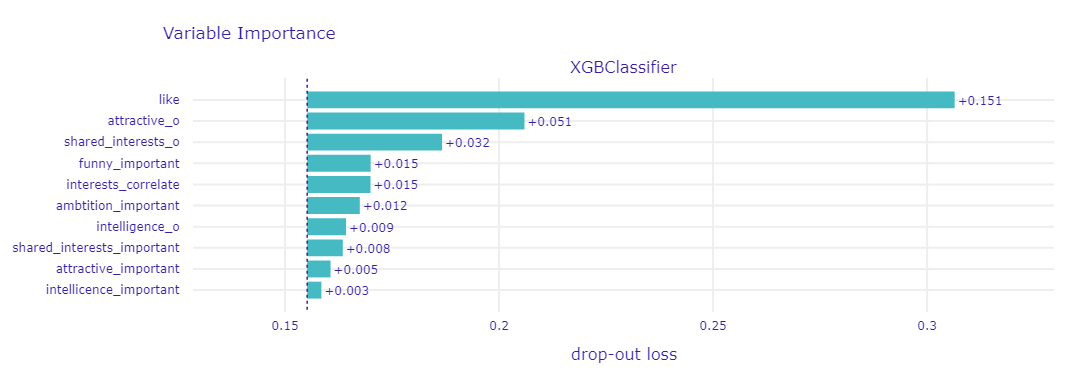 Variable Importance
XGBClassifier
like +0.151
attractive_o +0.051
shared_interests_o +0.032
funny_important +0.015
interests_correlate +0.015
ambtition_important +0.012
intelligence_o +0.009
shared_interests_important +0.008
attractive_important +0.005
intellicence_important +0.003
0.15 0.2 0.25 0.3
drop-out loss